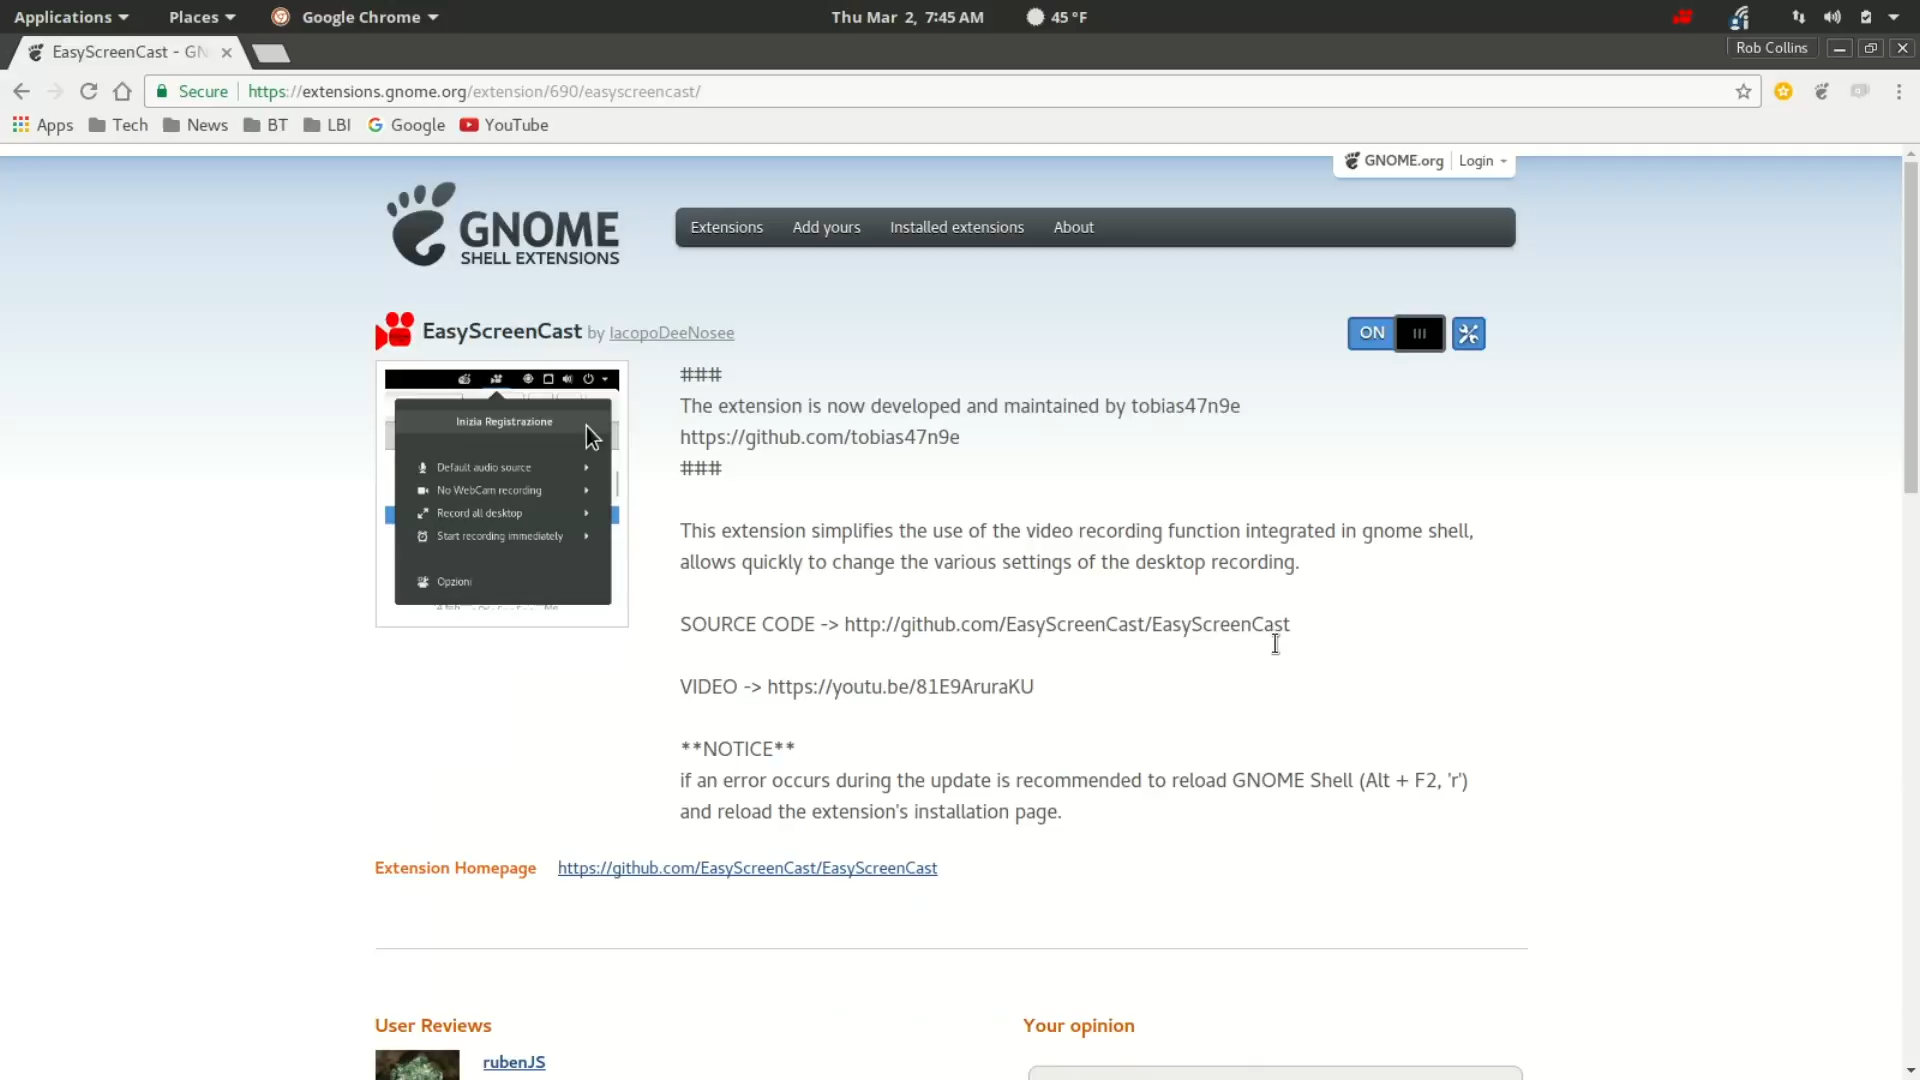 Applications Places Google Chrome Thu Mar 2, 7:45 AM 45 °F
EasyScreenCast - GN
Rob Collins
Secure https://extensions.gnome.org/extension/690/easyscreencast/
Apps Tech News BT LBI Google YouTube
GNOME.org Login
GNOME
SHELL EXTENSIONS
Extensions Add yours Installed extensions About
EasyScreenCast by IacopoDeeNosee
ON
Inizia Registrazione
Default audio source
No WebCam recording
Record all desktop
Start recording immediately
Opzioni
###
The extension is now developed and maintained by tobias47n9e
https://github.com/tobias47n9e
###
This extension simplifies the use of the video recording function integrated in gnome shell,
allows quickly to change the various settings of the desktop recording.
SOURCE CODE -> http://github.com/EasyScreenCast/EasyScreenCast
VIDEO -> https://youtu.be/81E9AruraKU
**NOTICE**
if an error occurs during the update is recommended to reload GNOME Shell (Alt + F2, 'r')
and reload the extension's installation page.
Extension Homepage https://github.com/EasyScreenCast/EasyScreenCast
User Reviews
Your opinion
rubenJS